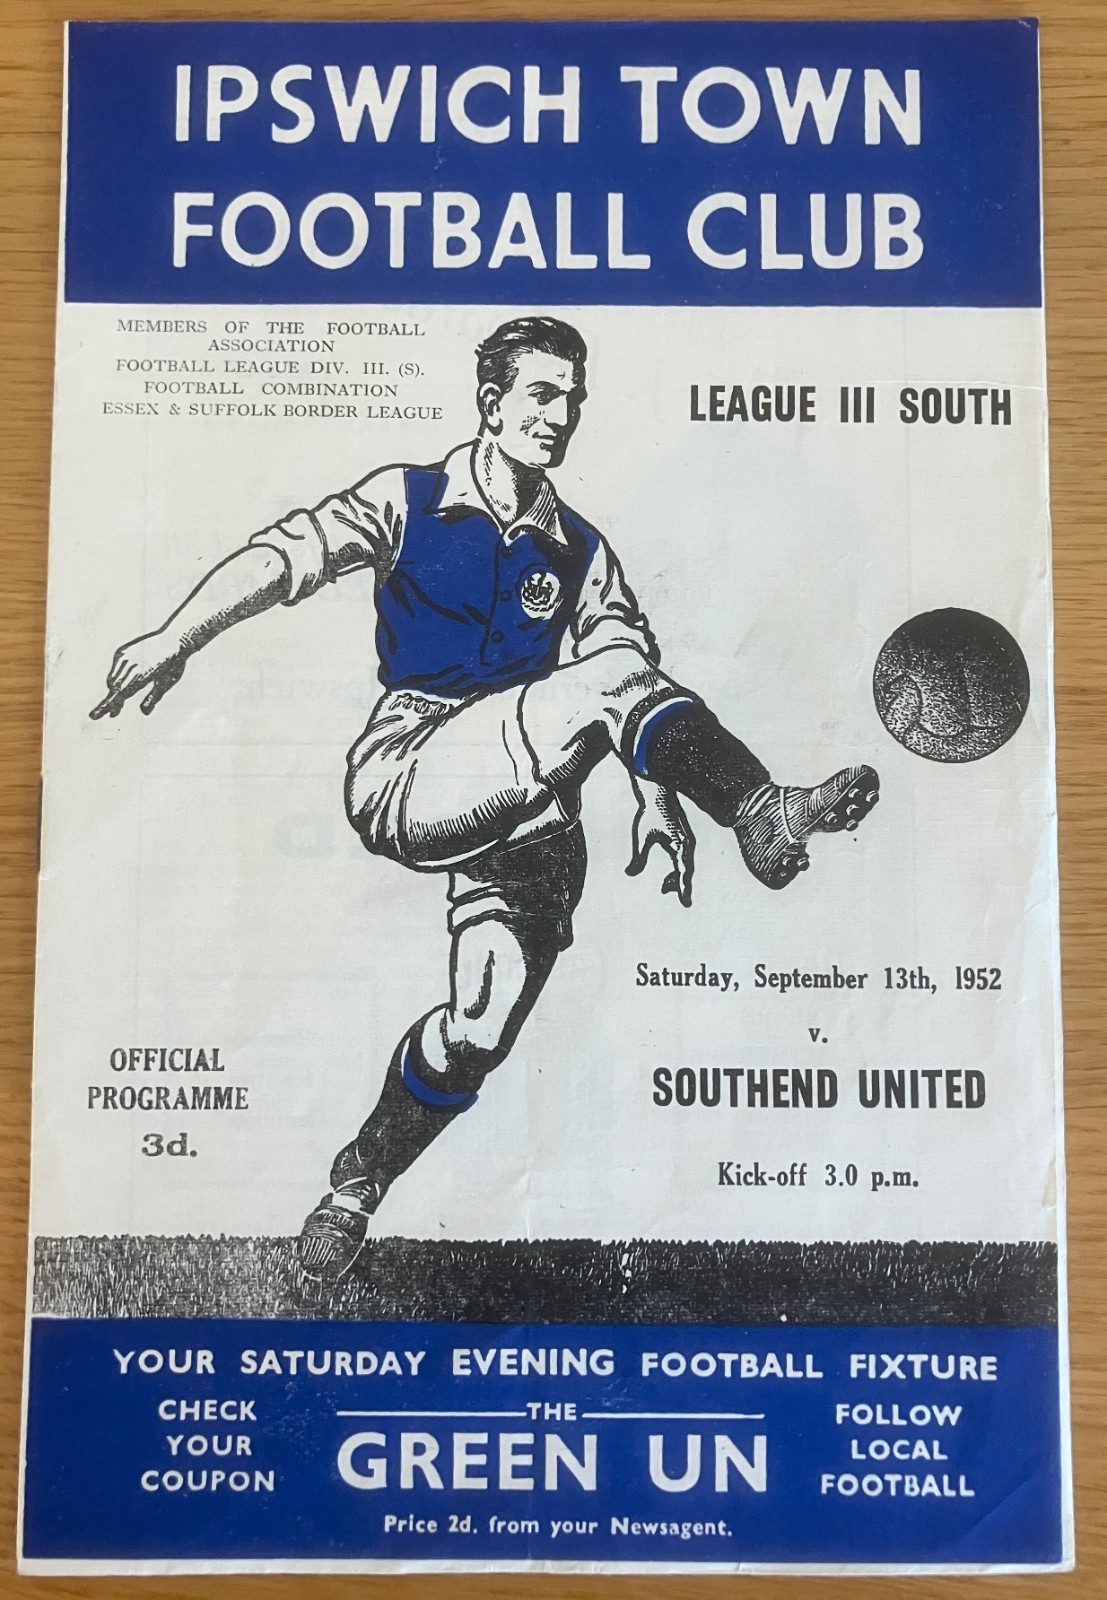 IPSWICH TOWN
FOOTBALL CLUB
MEMBERS OF THE FOOTBALL
ASSOCIATION
FOOTBALL LEAGUE DIV. III. (S).
FOOTBALL COMBINATION
ESSEX & SUFFOLK BORDER LEAGUE
LEAGUE III SOUTH
Saturday, September 13th, 1952
v.
SOUTHEND UNITED
Kick-off 3.0 p.m.
OFFICIAL
PROGRAMME
3d.
YOUR SATURDAY EVENING FOOTBALL FIXTURE
CHECK
YOUR
COUPON
THE
GREEN UN
Price 2d. from your Newsagent.
FOLLOW
LOCAL
FOOTBALL